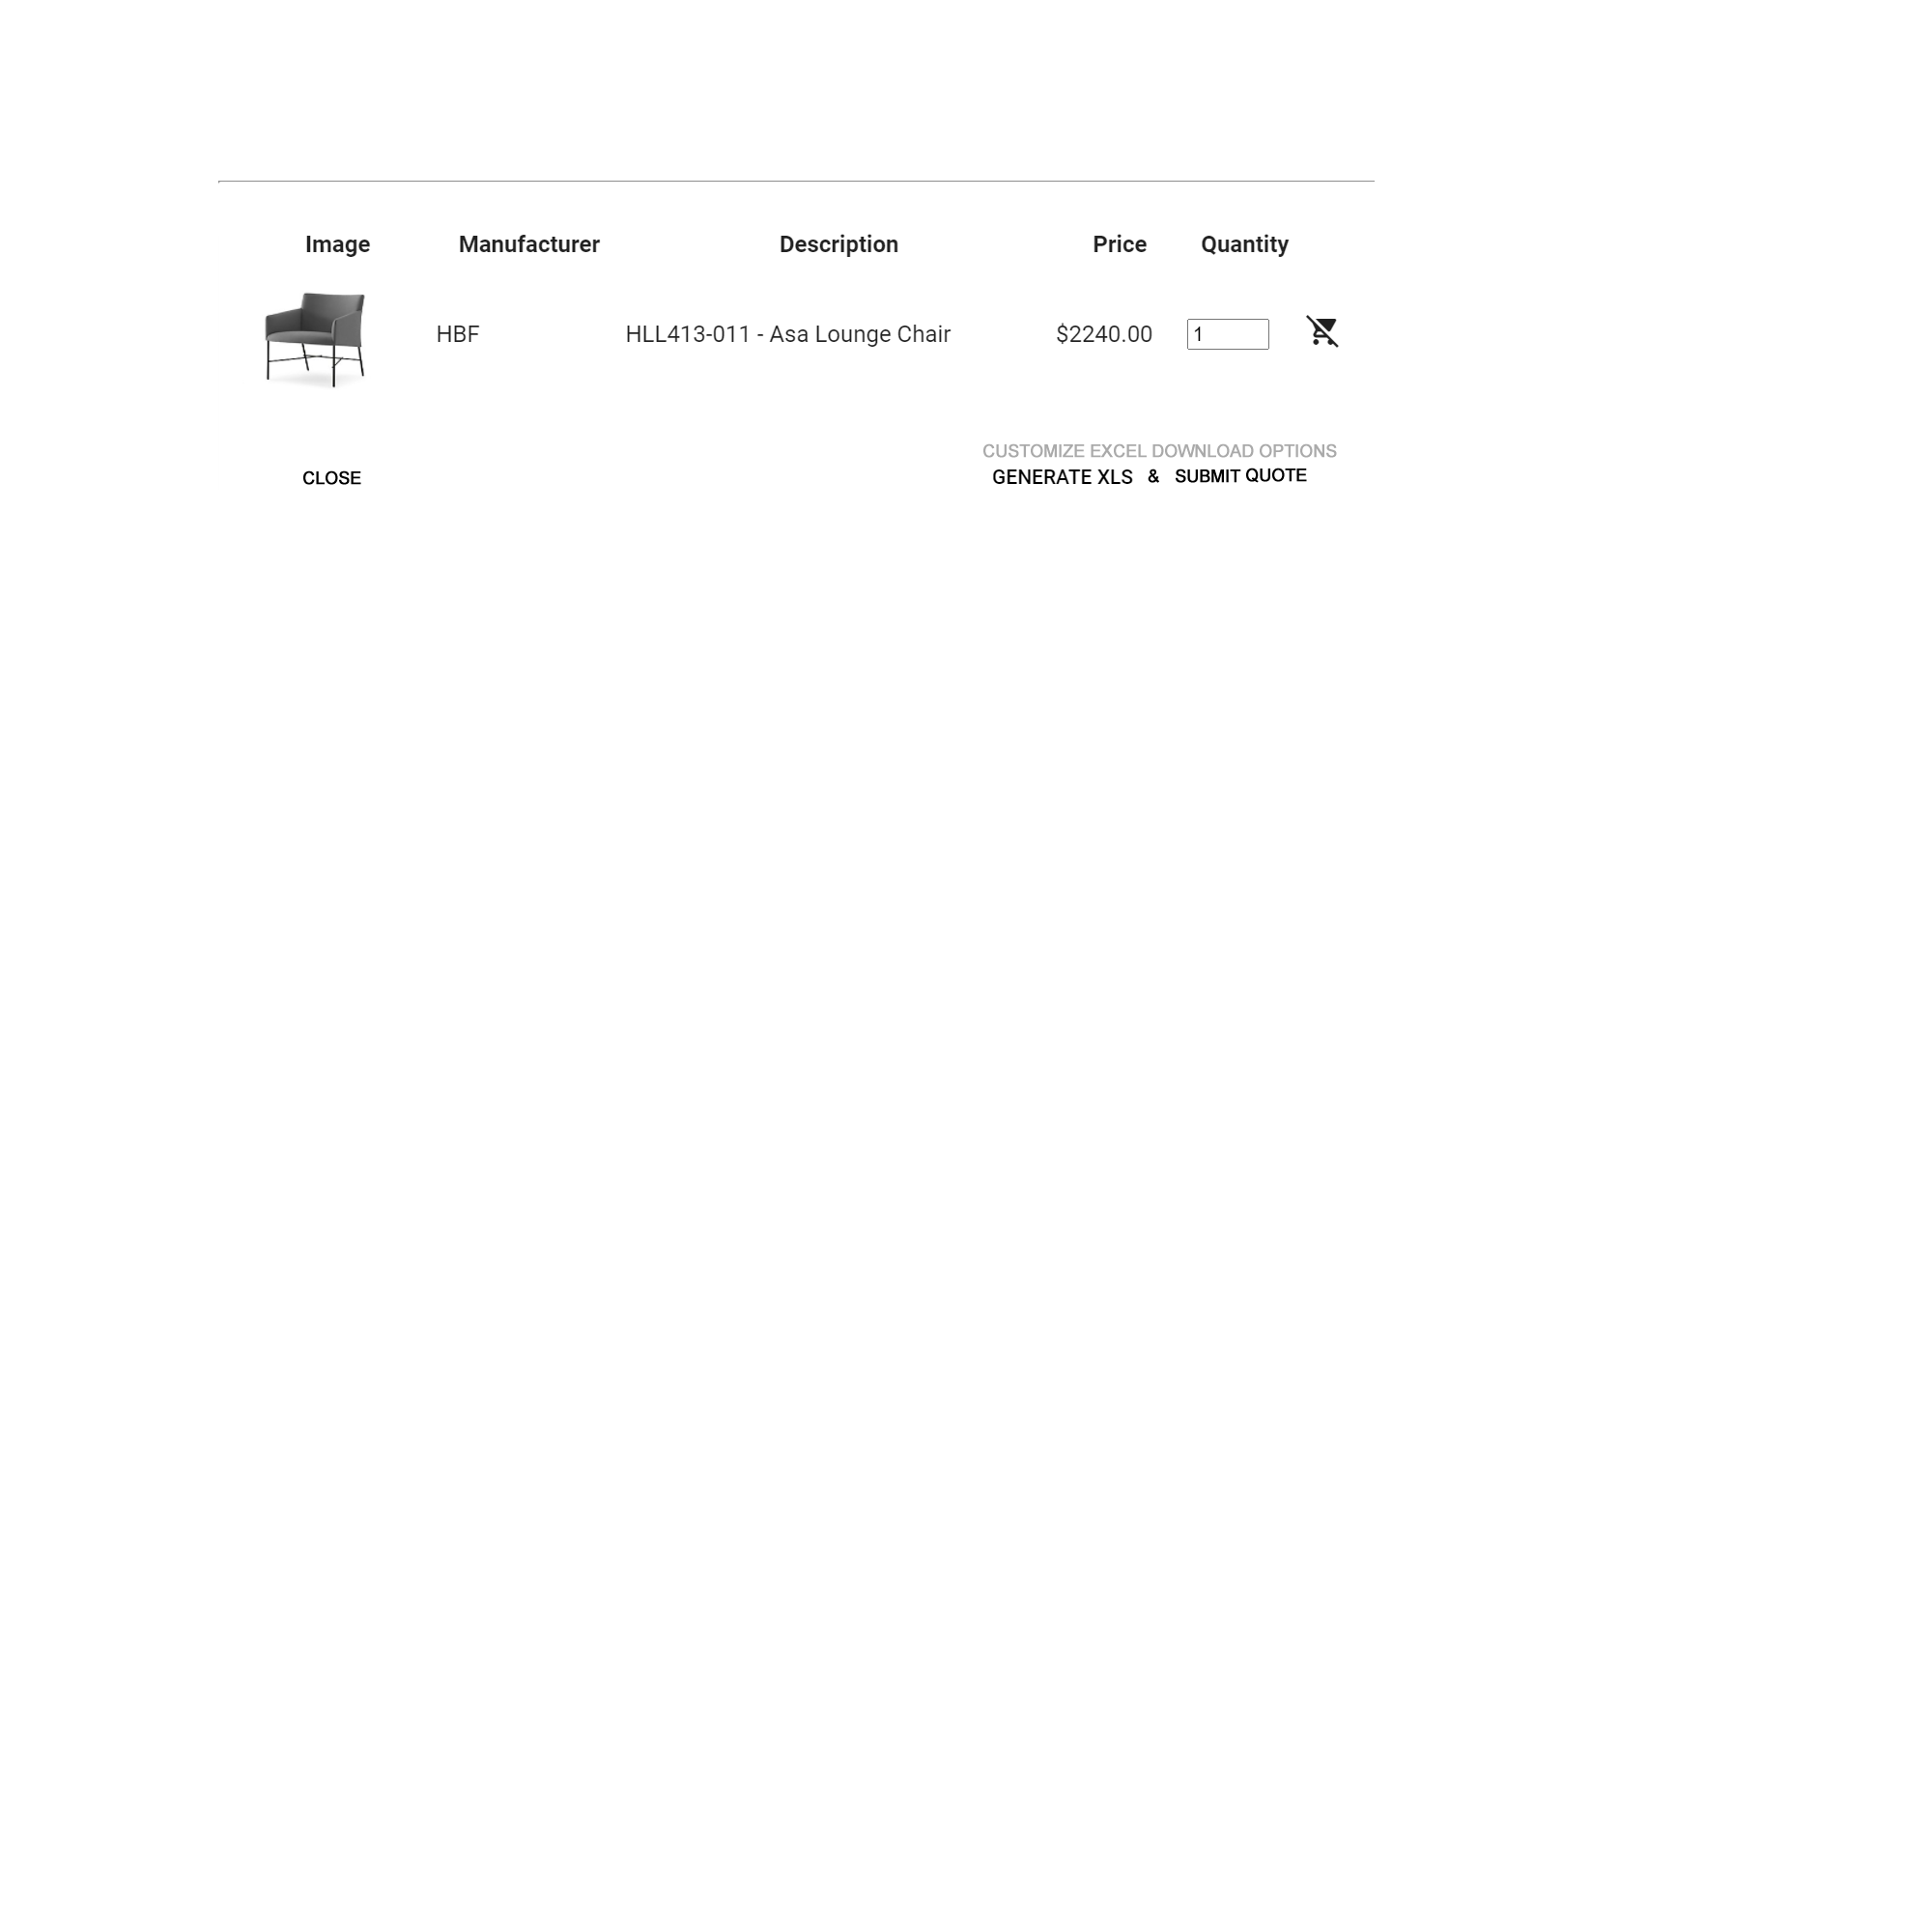 Image Manufacturer Description Price Quantity
HBF HLL413-011 - Asa Lounge Chair $2240.00 1
CUSTOMIZE EXCEL DOWNLOAD OPTIONS
CLOSE GENERATE XLS & SUBMIT QUOTE